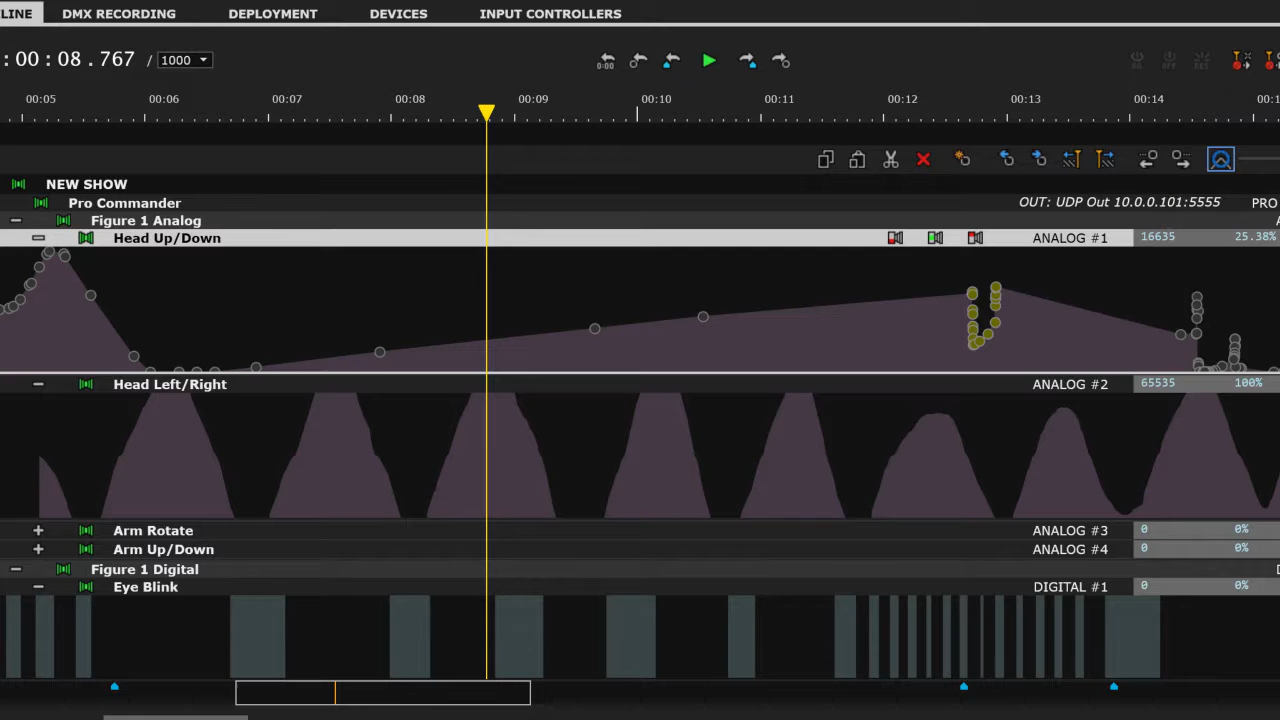 LINE DMX RECORDING DEPLOYMENT DEVICES INPUT CONTROLLERS
: 00 : 08 . 767 / 1000
0:00
00:05 00:06 00:07 00:08 00:09 00:10 00:11 00:12 00:13 00:14 00:1
NEW SHOW
Pro Commander OUT: UDP Out 10.0.0.101:5555 PRO
Figure 1 Analog
Head Up/Down ANALOG #1 16635 25.38%
Head Left/Right ANALOG #2 65535 100%
Arm Rotate ANALOG #3 0 0%
Arm Up/Down ANALOG #4 0 0%
Figure 1 Digital
Eye Blink DIGITAL #1 0 0%